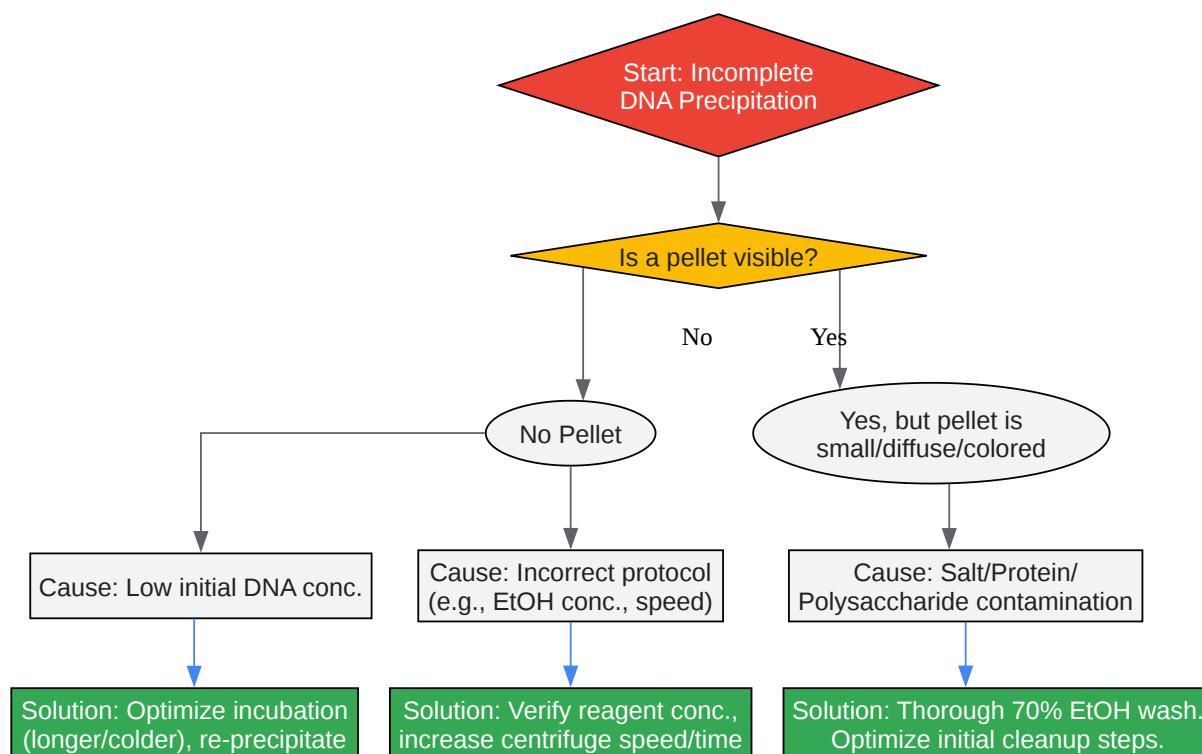 Start: Incomplete
DNA Precipitation
Is a pellet visible?
No
Yes
No Pellet
Yes, but pellet is
small/diffuse/colored
Cause: Low initial DNA conc.
Cause: Incorrect protocol
(e.g., EtOH conc., speed)
Cause: Salt/Protein/
Polysaccharide contamination
Solution: Optimize incubation
(longer/colder), re-precipitate
Solution: Verify reagent conc.,
increase centrifuge speed/time
Solution: Thorough 70% EtOH wash.
Optimize initial cleanup steps.